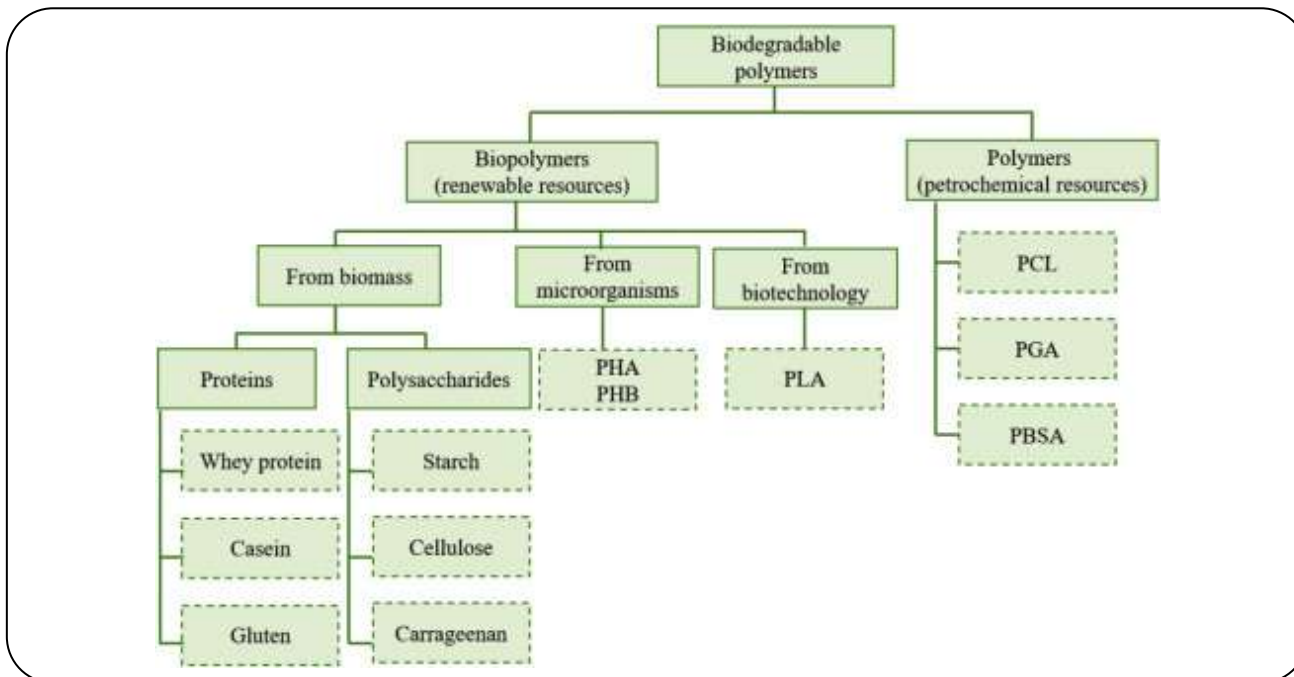 Biodegradable
polymers
Biopolymers
(renewable resources)
Polymers
(petrochemical resources)
From biomass
From
microorganisms
From
biotechnology
PCL
PGA
PBSA
Proteins
Polysaccharides
PHA
PHB
PLA
Whey protein
Starch
Casein
Cellulose
Gluten
Carrageenan